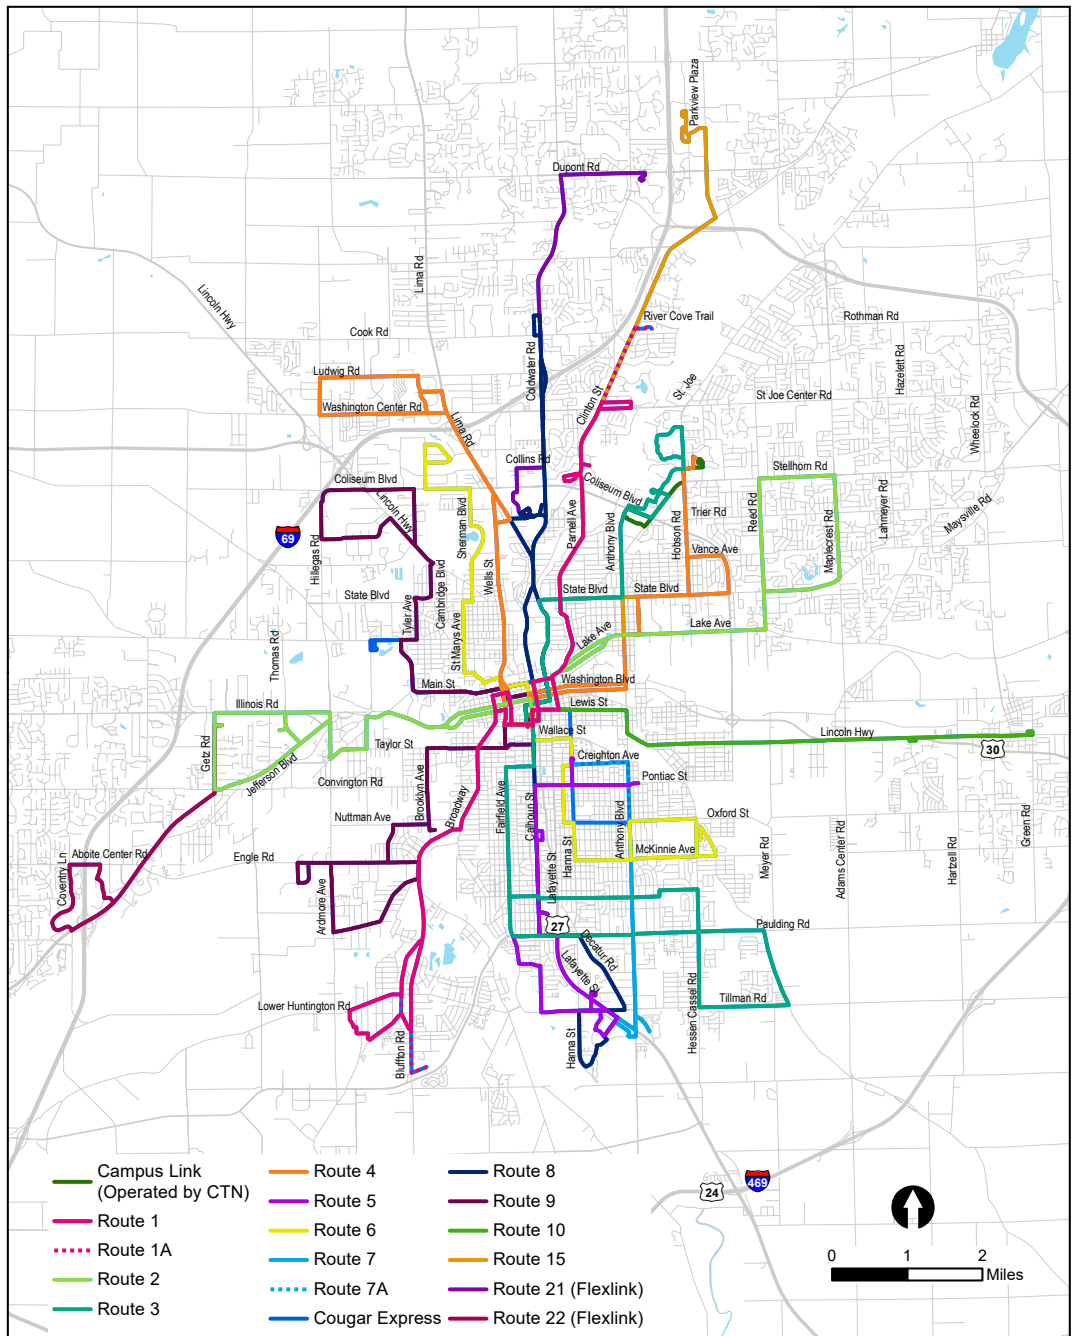 Parkview Plaza
Dupont Rd
Lima Rd
Lincoln Hwy
River Cove Trail
Rothman Rd
Cook Rd
Coldwater Rd
Hazelett Rd
Ludwig Rd
St. Joe
St Joe Center Rd
Clinton St
Washington Center Rd
Lima Rd
Wheelock Rd
Collins Rd
Stellhorn Rd
Coliseum Blvd
Coliseum Blvd
Lincoln Hwy
Sherman Blvd
Parnell Ave
Anthony Blvd
Hobson Rd
Trier Rd
Reed Rd
Maplecrest Rd
Lahmeyer Rd
Maysville Rd
69
Hillegas Rd
Vance Ave
Wells St
Cambridge Blvd
State Blvd
State Blvd
State Blvd
Tyler Ave
St Marys Ave
Lake Ave
Lake Ave
Thomas Rd
Main St
Washington Blvd
Illinois Rd
Lewis St
Wallace St
Lincoln Hwy
30
Getz Rd
Taylor St
Jefferson Blvd
Creighton Ave
Convington Rd
Pontiac St
Brooklyn Ave
Broadway
Fairfield Ave
Calhoun St
Nuttman Ave
Oxford St
Anthony Blvd
Hanna St
McKinnie Ave
Meyer Rd
Adams Center Rd
Hartzell Rd
Green Rd
Aboite Center Rd
Coventry Ln
Engle Rd
Ardmore Ave
Lafayette St
27
Paulding Rd
Decatur Rd
Lafayette St
Lower Huntington Rd
Hessen Cassel Rd
Tillman Rd
Bluffton Rd
Hanna St
Campus Link
(Operated by CTN)
Route 1
Route 1A
Route 2
Route 3
Route 4
Route 5
Route 6
Route 7
Route 7A
Cougar Express
Route 8
Route 9
Route 10
Route 15
Route 21 (Flexlink)
Route 22 (Flexlink)
469
24
0 1 2
Miles